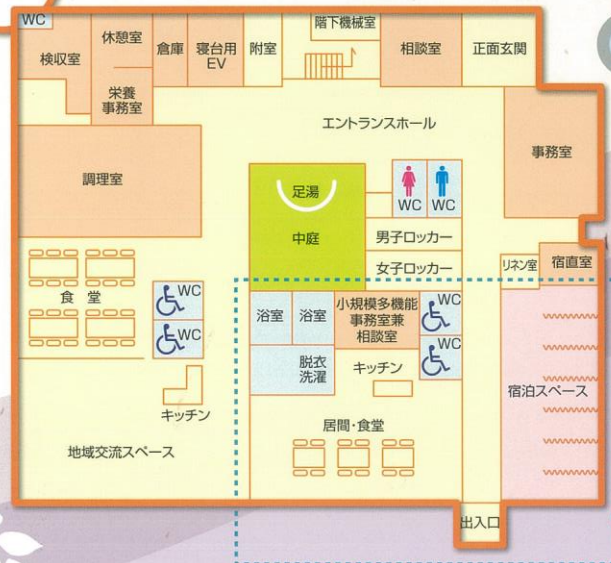 WC
検収室
休憩室
栄養
事務室
倉庫
寝台用
EV
附室
階下機械室
相談室
正面玄関
エントランスホール
事務室
調理室
足湯
中庭
WC
WC
男子ロッカー
女子ロッカー
リネン室
宿直室
食堂
WC
WC
浴室
浴室
小規模多機能
事務室兼
相談室
WC
WC
脱衣
洗濯
キッチン
宿泊スペース
キッチン
居間・食堂
地域交流スペース
出入口